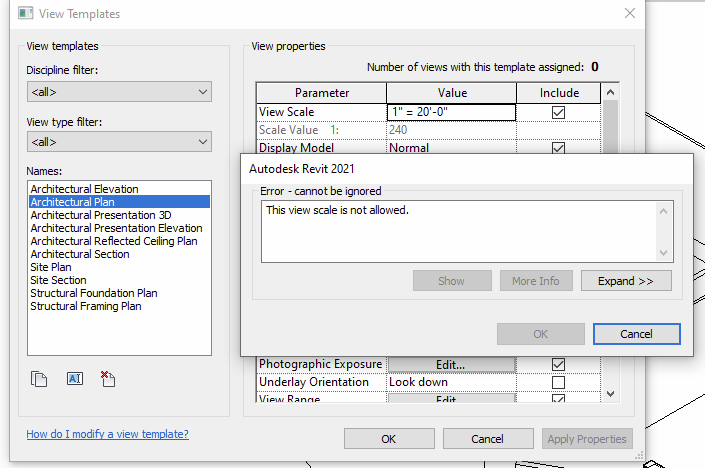 View Templates
View templates
Discipline filter:
<all>
View type filter:
<all>
Names:
Architectural Elevation
Architectural Plan
Architectural Presentation 3D
Architectural Presentation Elevation
Architectural Reflected Ceiling Plan
Architectural Section
Site Plan
Site Section
Structural Foundation Plan
Structural Framing Plan
How do I modify a view template?
View properties
Number of views with this template assigned: 0
Parameter Value Include
View Scale 1" = 20'-0"
Scale Value 1: 240
Display Model Normal
Autodesk Revit 2021
Error - cannot be ignored
This view scale is not allowed.
Show More Info Expand >>
OK Cancel
Photographic Exposure Edit...
Underlay Orientation Look down
View Range Edit
OK Cancel Apply Properties